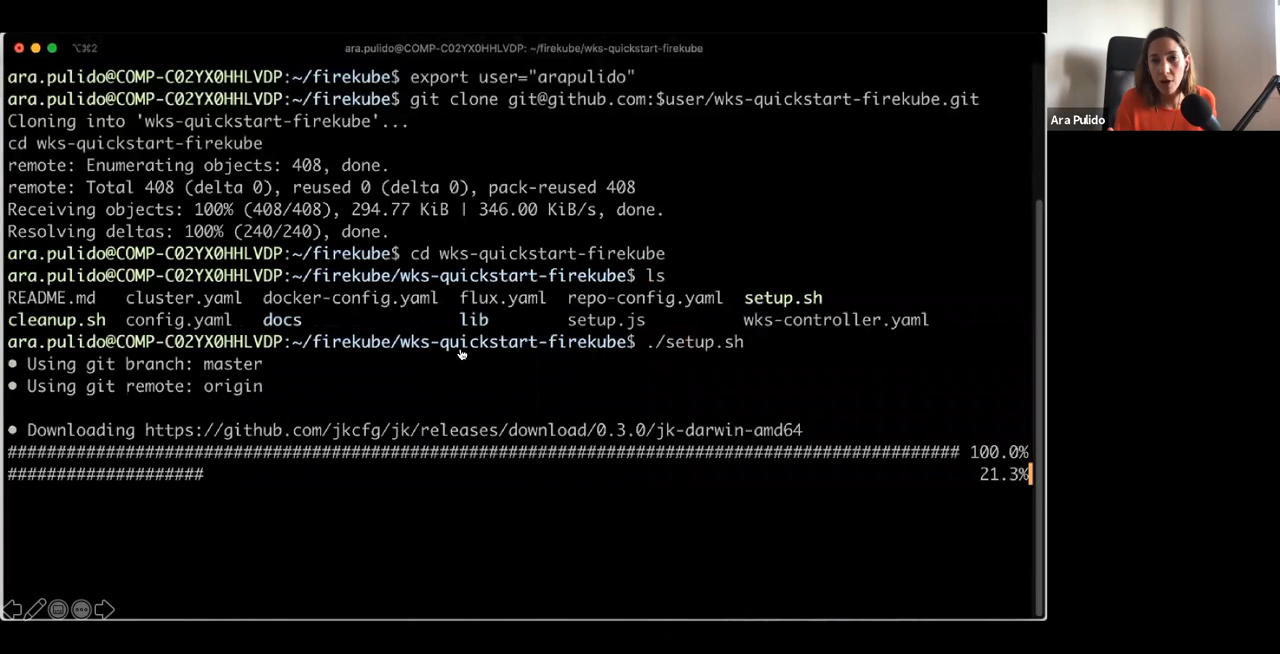 ⌥⌘2
ara.pulido@COMP-C02YX0HHLVDP: ~/firekube/wks-quickstart-firekube
ara.pulido@COMP-C02YX0HHLVDP:~/firekube$ export user="arapulido"
ara.pulido@COMP-C02YX0HHLVDP:~/firekube$ git clone git@github.com:$user/wks-quickstart-firekube.git
Cloning into 'wks-quickstart-firekube'...
cd wks-quickstart-firekube
remote: Enumerating objects: 408, done.
remote: Total 408 (delta 0), reused 0 (delta 0), pack-reused 408
Receiving objects: 100% (408/408), 294.77 KiB | 346.00 KiB/s, done.
Resolving deltas: 100% (240/240), done.
ara.pulido@COMP-C02YX0HHLVDP:~/firekube$ cd wks-quickstart-firekube
ara.pulido@COMP-C02YX0HHLVDP:~/firekube/wks-quickstart-firekube$ ls
README.md cluster.yaml docker-config.yaml flux.yaml repo-config.yaml setup.sh
cleanup.sh config.yaml docs lib setup.js wks-controller.yaml
ara.pulido@COMP-C02YX0HHLVDP:~/firekube/wks-quickstart-firekube$ ./setup.sh
● Using git branch: master
● Using git remote: origin
● Downloading https://github.com/jkcfg/jk/releases/download/0.3.0/jk-darwin-amd64
################################################################################################# 100.0%
#################### 21.3%
Ara Pulido